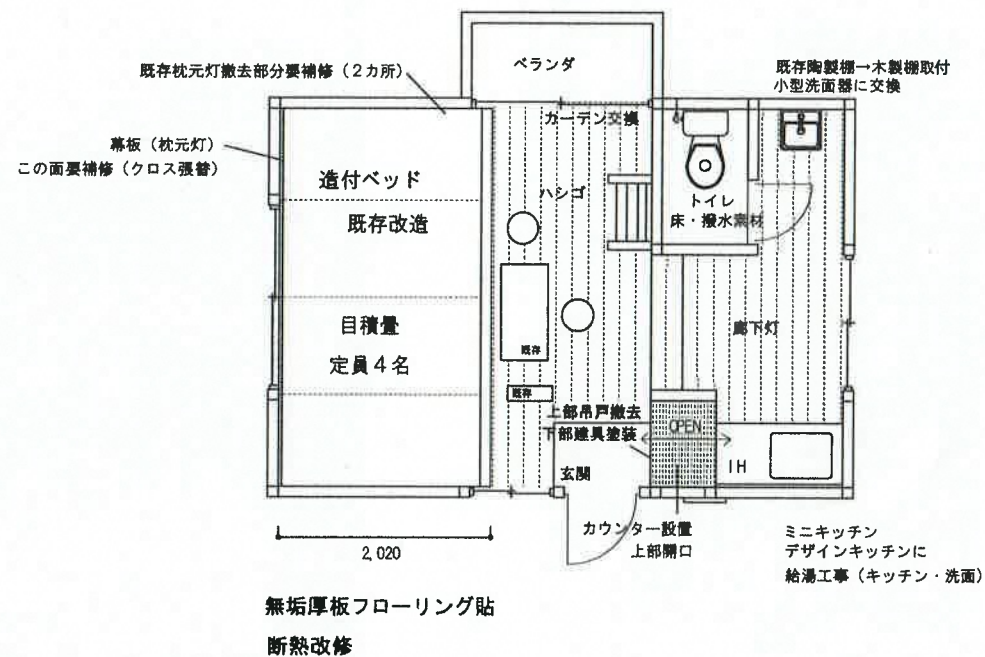 ベランダ
既存枕元灯撤去部分要補修（２カ所）
既存陶製棚→木製棚取付
小型洗面器に交換
カーテン交換
幕板（枕元灯）
この面要補修（クロス張替）
造付ベッド
既存改造
ハシゴ
トイレ
床・撥水素材
目積畳
定員４名
廊下灯
既存
既存
上部吊戸撤去
下部建具塗装
OPEN
玄関
IH
カウンター設置
上部開口
ミニキッチン
デザインキッチンに
給湯工事（キッチン・洗面）
2,020
無垢厚板フローリング貼
断熱改修